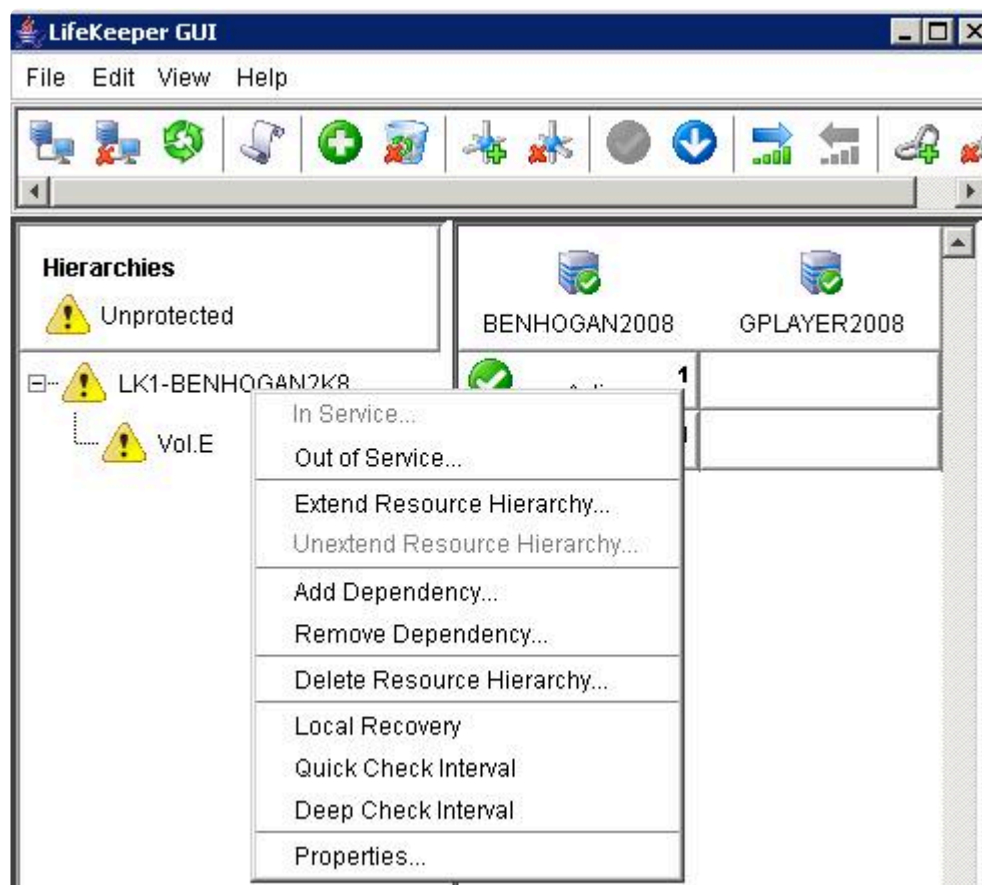 LifeKeeper GUI
File Edit View Help
Hierarchies
Unprotected
BENHOGAN2008 GPLAYER2008
LK1-BENHOGAN2K8
1
Vol.E
In Service...
Out of Service...
Extend Resource Hierarchy...
Unextend Resource Hierarchy...
Add Dependency...
Remove Dependency...
Delete Resource Hierarchy...
Local Recovery
Quick Check Interval
Deep Check Interval
Properties...